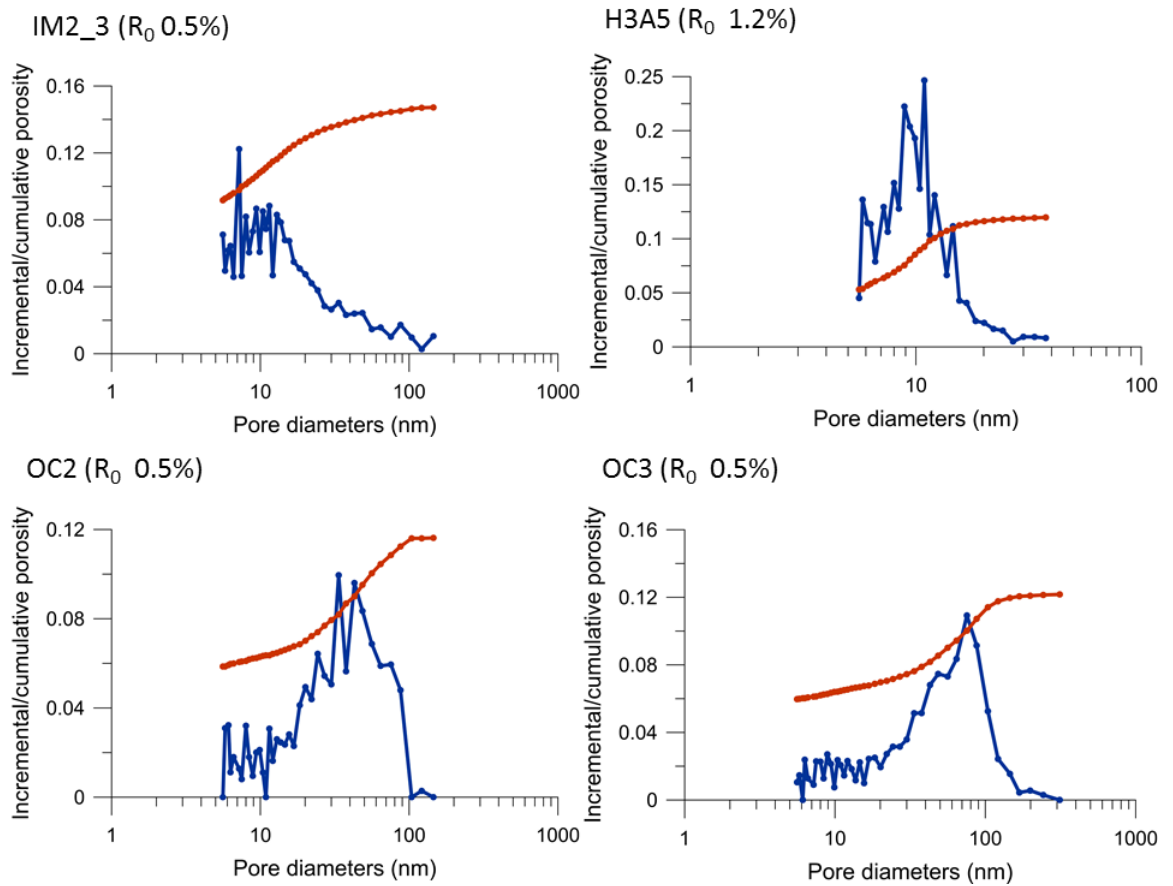 IM2_3 (R0 0.5%)
Incremental/cumulative porosity
0.16
0.12
0.08
0.04
0
1
10
100
1000
Pore diameters (nm)
H3A5 (R0 1.2%)
Incremental/cumulative porosity
0.25
0.20
0.15
0.10
0.05
0
1
10
100
Pore diameters (nm)
OC2 (R0 0.5%)
Incremental/cumulative porosity
0.12
0.08
0.04
0
1
10
100
1000
Pore diameters (nm)
OC3 (R0 0.5%)
Incremental/cumulative porosity
0.16
0.12
0.08
0.04
0
1
10
100
1000
Pore diameters (nm)